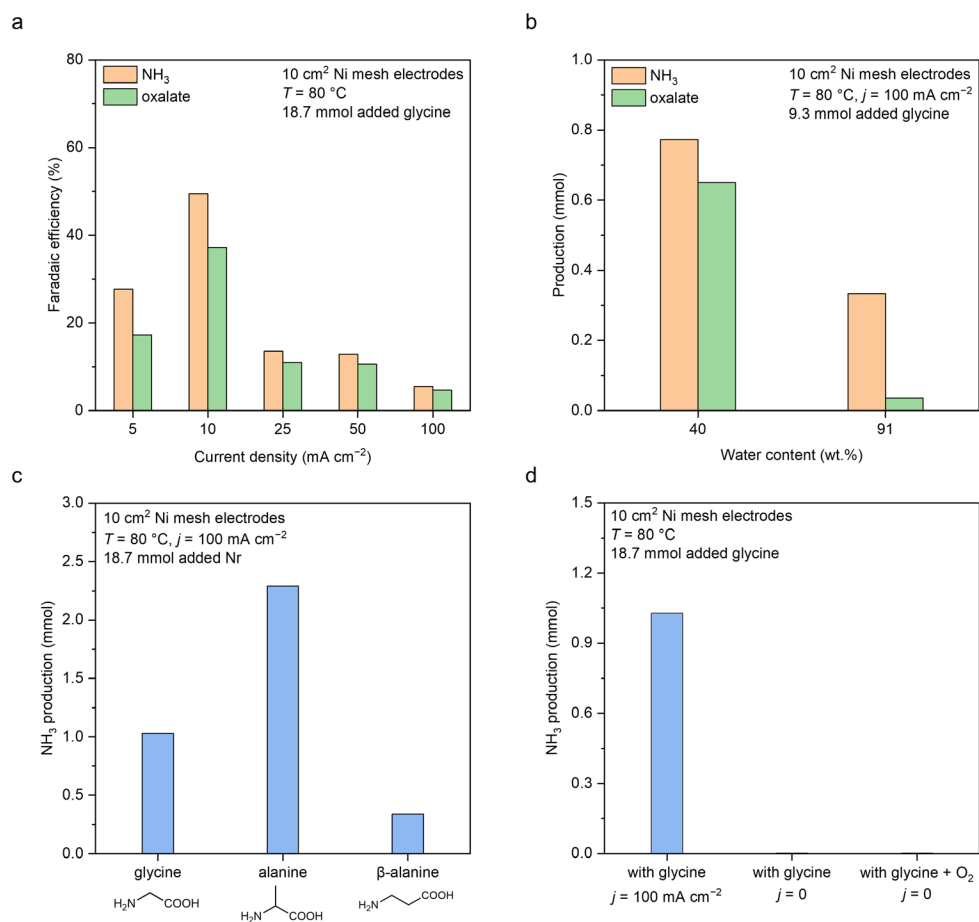 a
80
60
40
20
0
Faradaic efficiency (%)
NH₃
oxalate
10 cm² Ni mesh electrodes
T = 80 °C
18.7 mmol added glycine
5 10 25 50 100
Current density (mA cm⁻²)
b
1.0
0.8
0.6
0.4
0.2
0.0
Production (mmol)
NH₃
oxalate
10 cm² Ni mesh electrodes
T = 80 °C, j = 100 mA cm⁻²
9.3 mmol added glycine
40 91
Water content (wt.%)
c
3.0
2.5
2.0
1.5
1.0
0.5
0.0
NH₃ production (mmol)
10 cm² Ni mesh electrodes
T = 80 °C, j = 100 mA cm⁻²
18.7 mmol added Nr
glycine alanine β-alanine
H₂N COOH
H₂N COOH
H₂N COOH
d
1.5
1.2
0.9
0.6
0.3
0.0
NH₃ production (mmol)
10 cm² Ni mesh electrodes
T = 80 °C
18.7 mmol added glycine
with glycine with glycine with glycine + O₂
j = 100 mA cm⁻² j = 0 j = 0